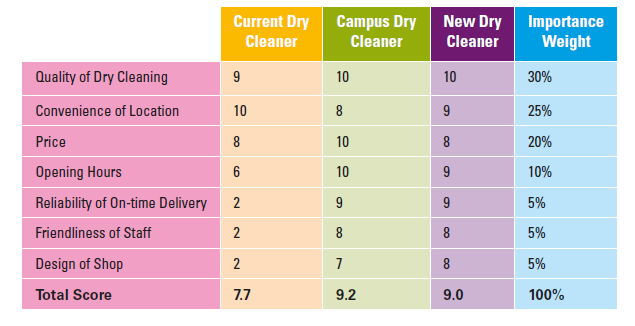 Current Dry Cleaner Campus Dry Cleaner New Dry Cleaner Importance Weight
Quality of Dry Cleaning 9 10 10 30%
Convenience of Location 10 8 9 25%
Price 8 10 8 20%
Opening Hours 6 10 9 10%
Reliability of On-time Delivery 2 9 9 5%
Friendliness of Staff 2 8 8 5%
Design of Shop 2 7 8 5%
Total Score 7.7 9.2 9.0 100%